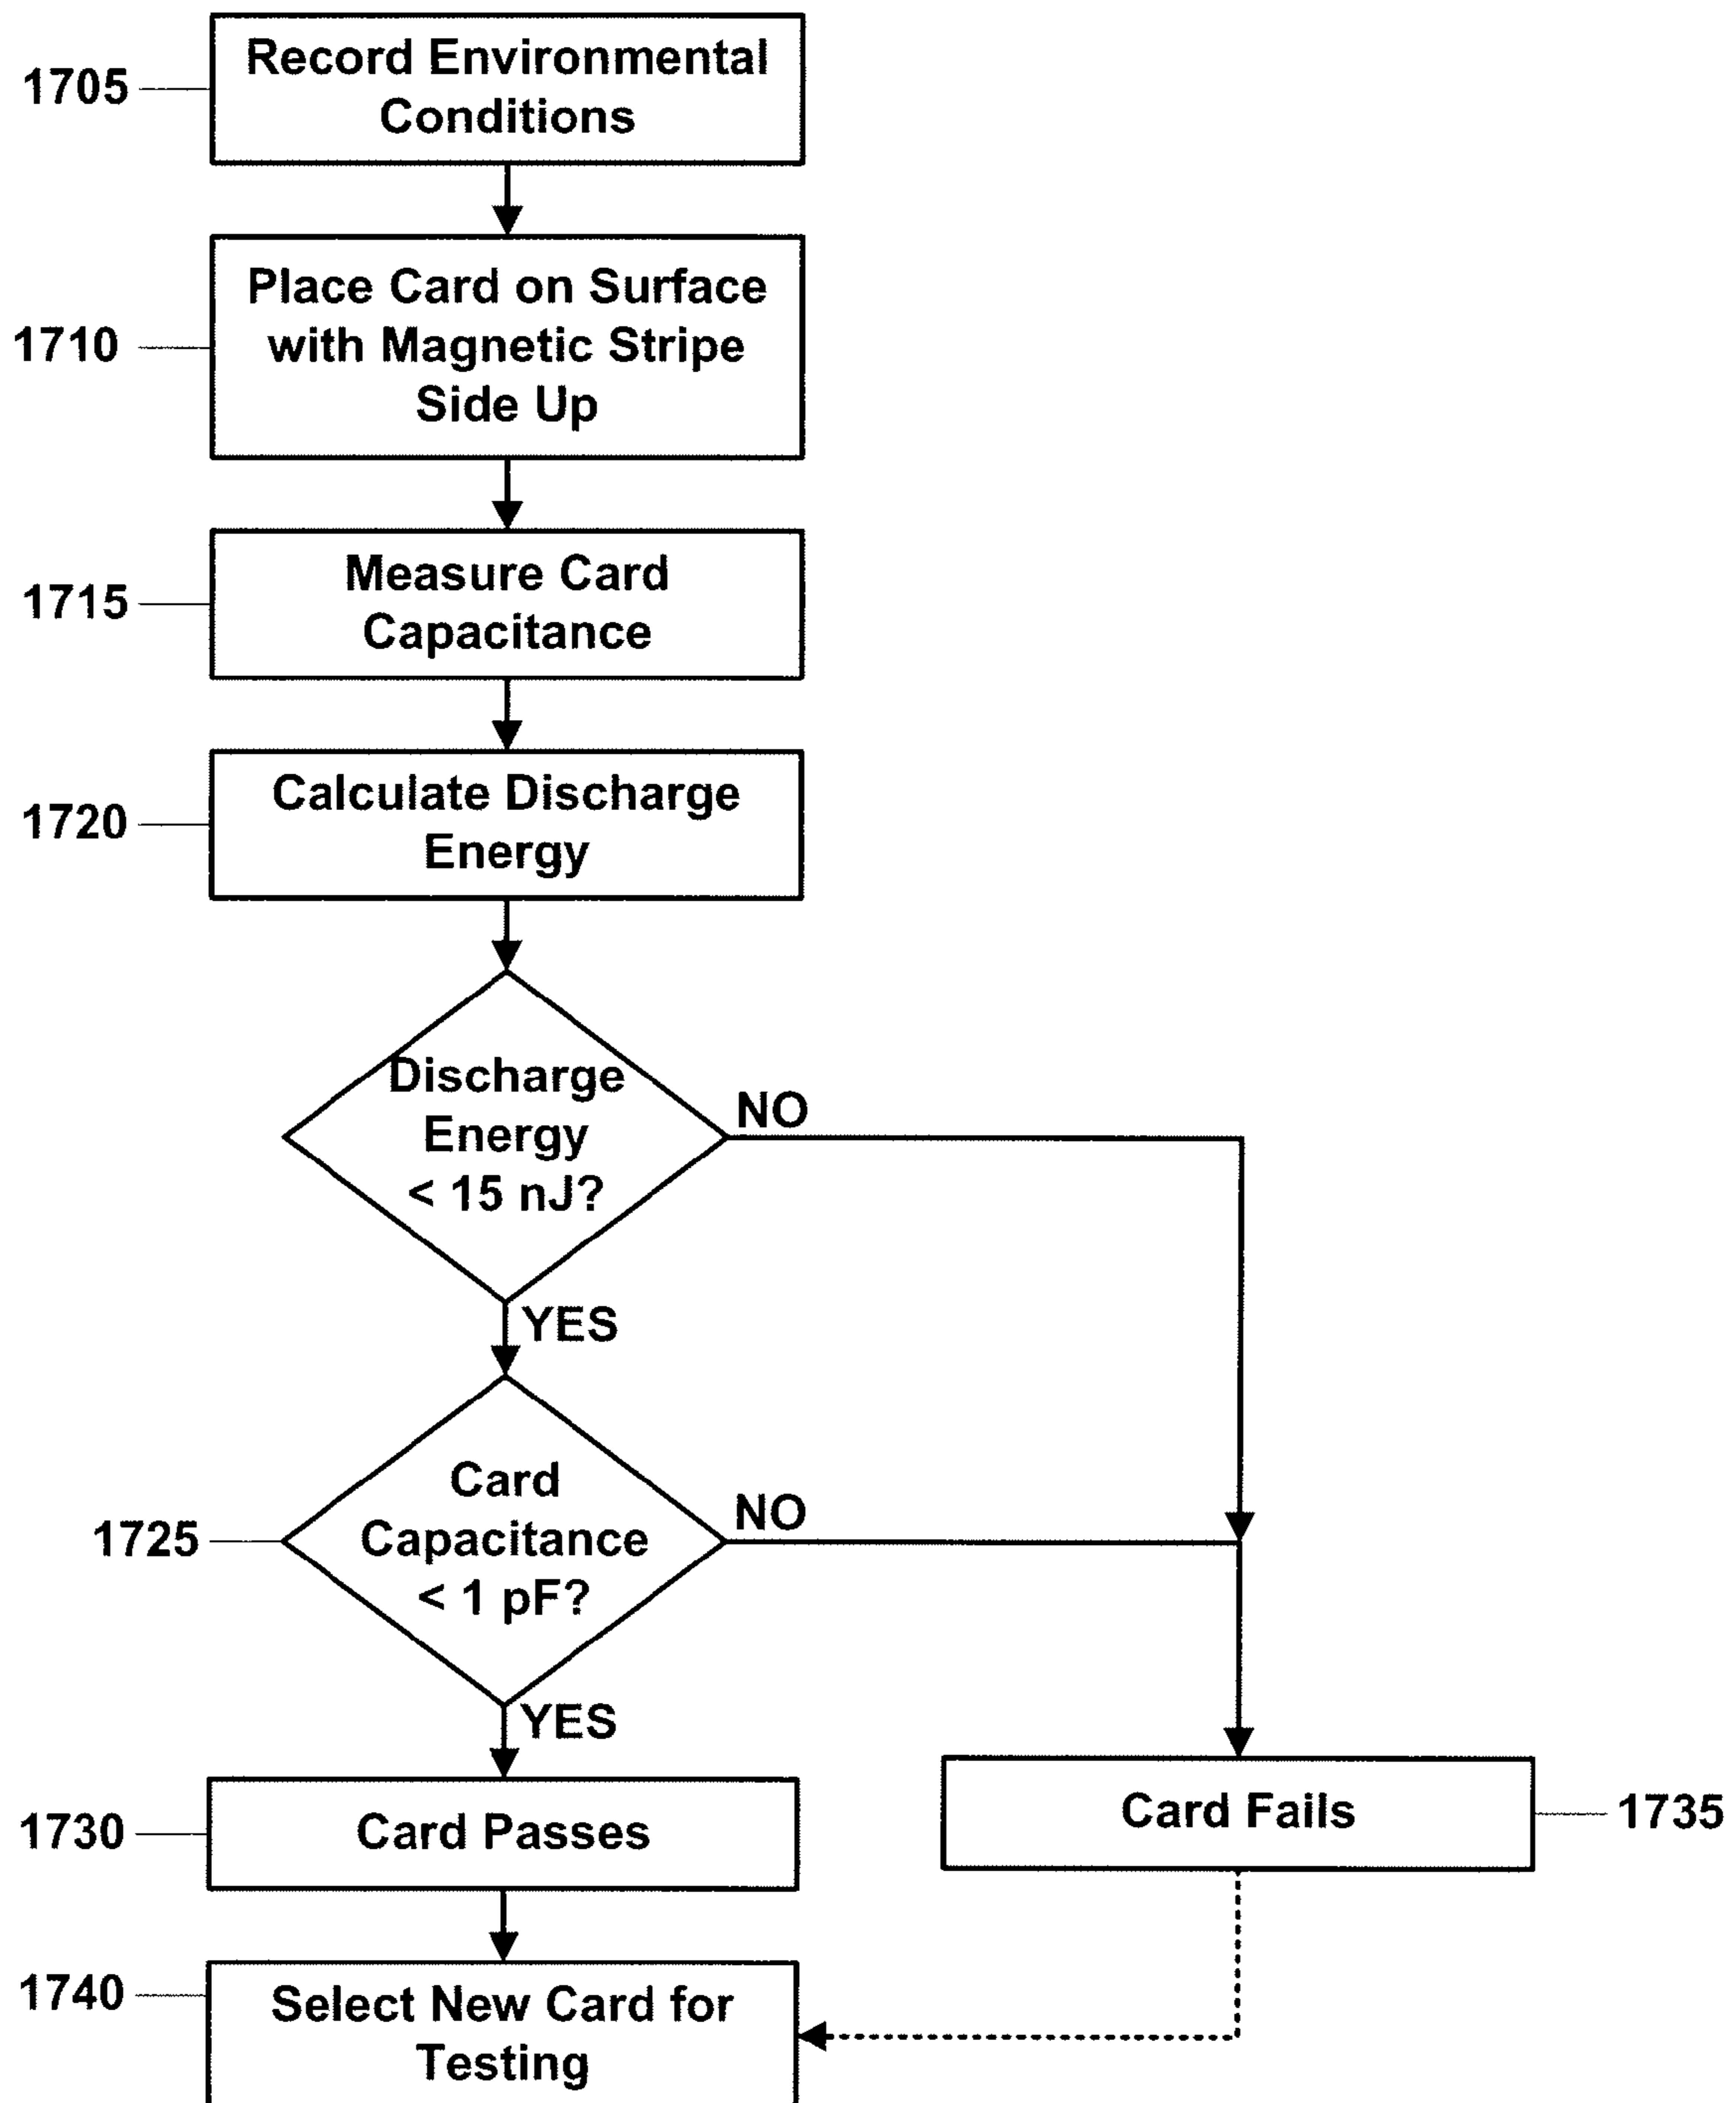 Record Environmental
Conditions
1705
Place Card on Surface
with Magnetic Stripe
Side Up
1710
Measure Card
Capacitance
1715
Calculate Discharge
Energy
1720
Discharge
Energy
< 15 nJ?
NO
YES
Card
Capacitance
< 1 pF?
NO
1725
YES
Card Passes
1730
Card Fails
1735
Select New Card for
Testing
1740